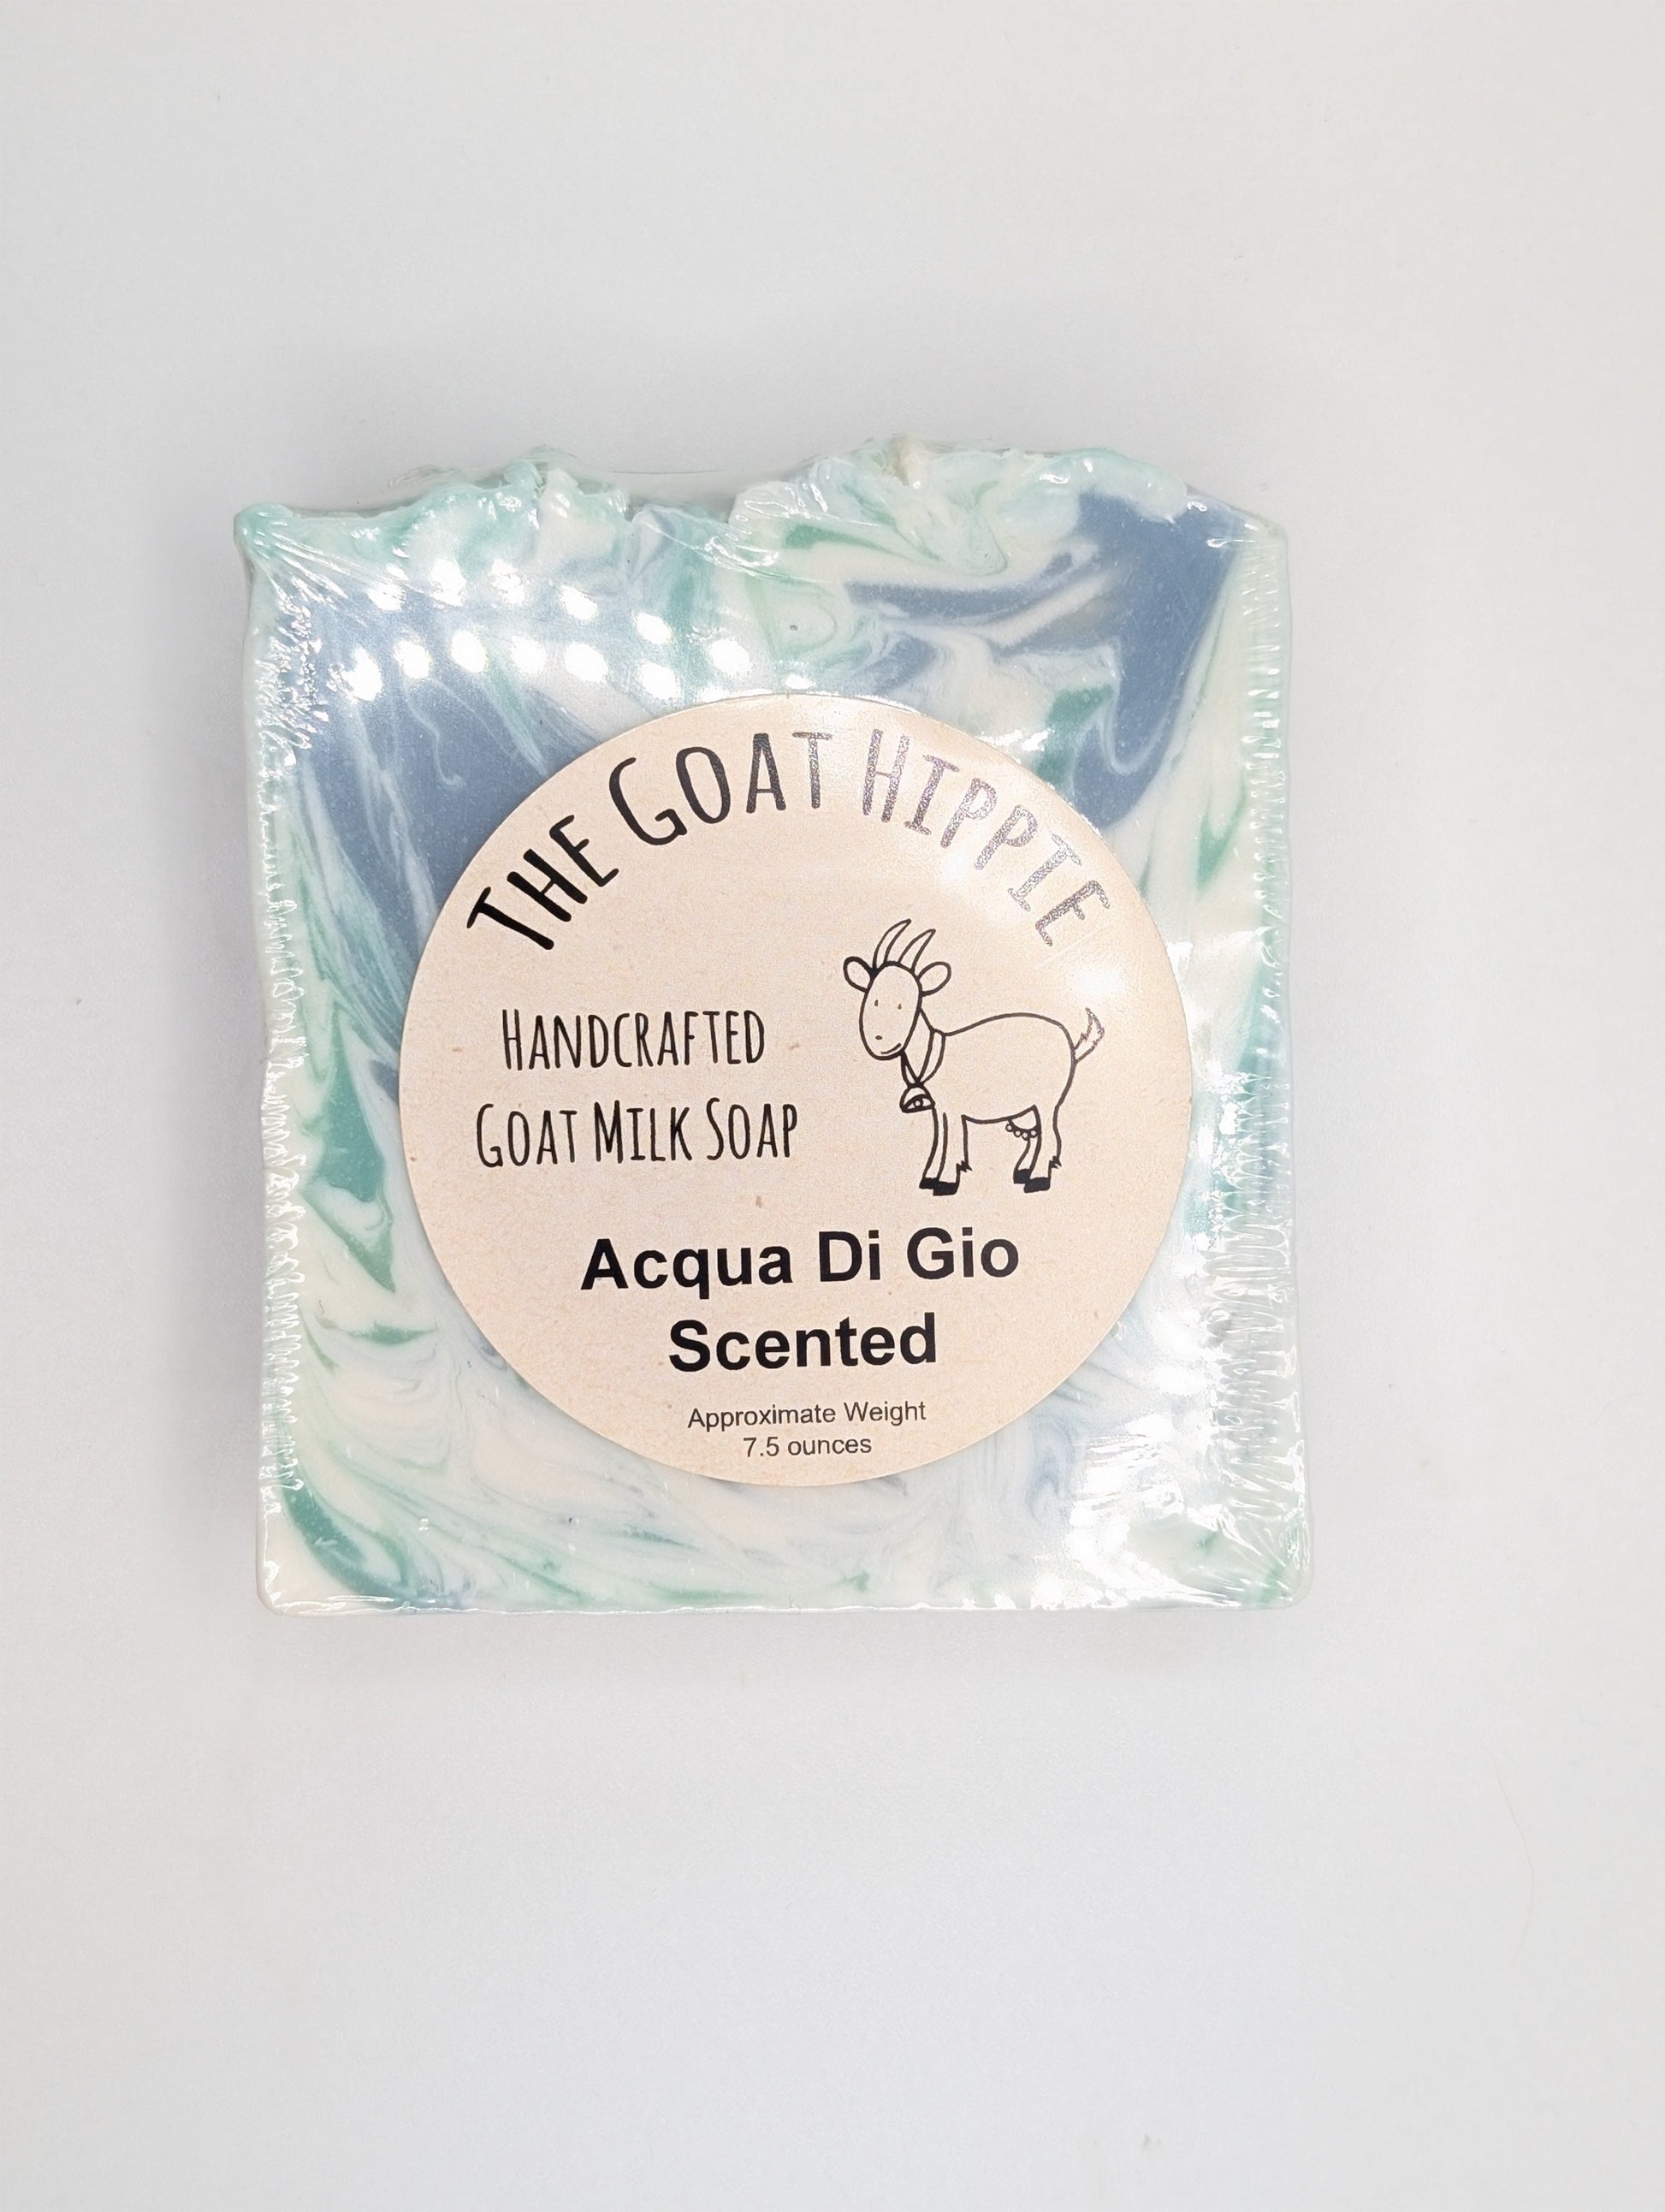 THE GOAT HIPPIE
HANDCRAFTED
GOAT MILK SOAP
Acqua Di Gio
Scented
Approximate Weight
7.5 ounces